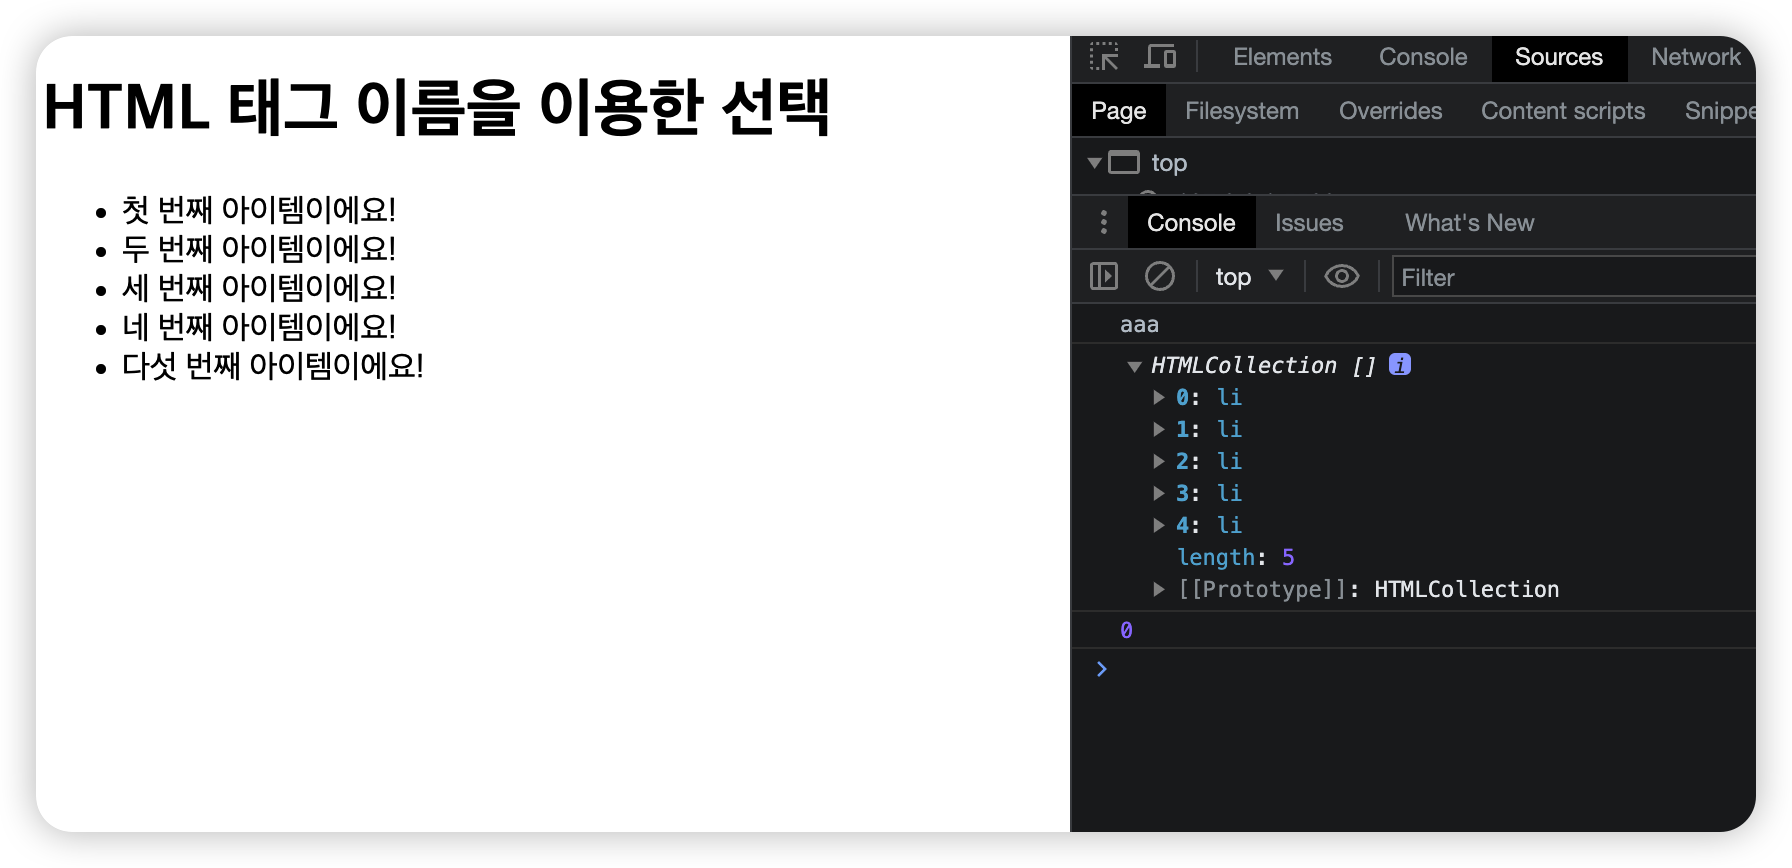 HTML 태그 이름을 이용한 선택
첫 번째 아이템이에요!
두 번째 아이템이에요!
세 번째 아이템이에요!
네 번째 아이템이에요!
다섯 번째 아이템이에요!
Elements Console Sources Network
Page Filesystem Overrides Content scripts Snippe
top
Console Issues What's New
top Filter
aaa
HTMLCollection [] i
0: li
1: li
2: li
3: li
4: li
length: 5
[[Prototype]]: HTMLCollection
0